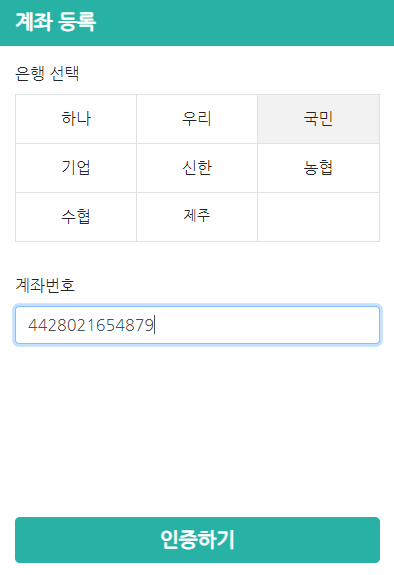 계좌 등록
은행 선택
하나 우리 국민
기업 신한 농협
수협 제주
계좌번호
4428021654879
인증하기